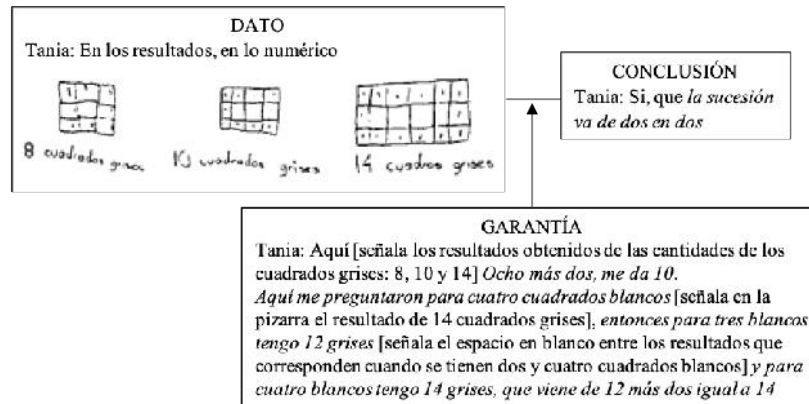 DATO
Tania: En los resultados, en lo numérico
8 cuadrados grises
10 cuadrados grises
14 cuadros grises
CONCLUSIÓN
Tania: Si, que la sucesión
va de dos en dos
GARANTÍA
Tania: Aquí [señala los resultados obtenidos de las cantidades de los
cuadrados grises: 8, 10 y 14] Ocho más dos, me da 10.
Aquí me preguntaron para cuatro cuadrados blancos [señala en la
pizarra el resultado de 14 cuadrados grises], entonces para tres blancos
tengo 12 grises [señala el espacio en blanco entre los resultados que
corresponden cuando se tienen dos y cuatro cuadrados blancos] y para
cuatro blancos tengo 14 grises, que viene de 12 más dos igual a 14